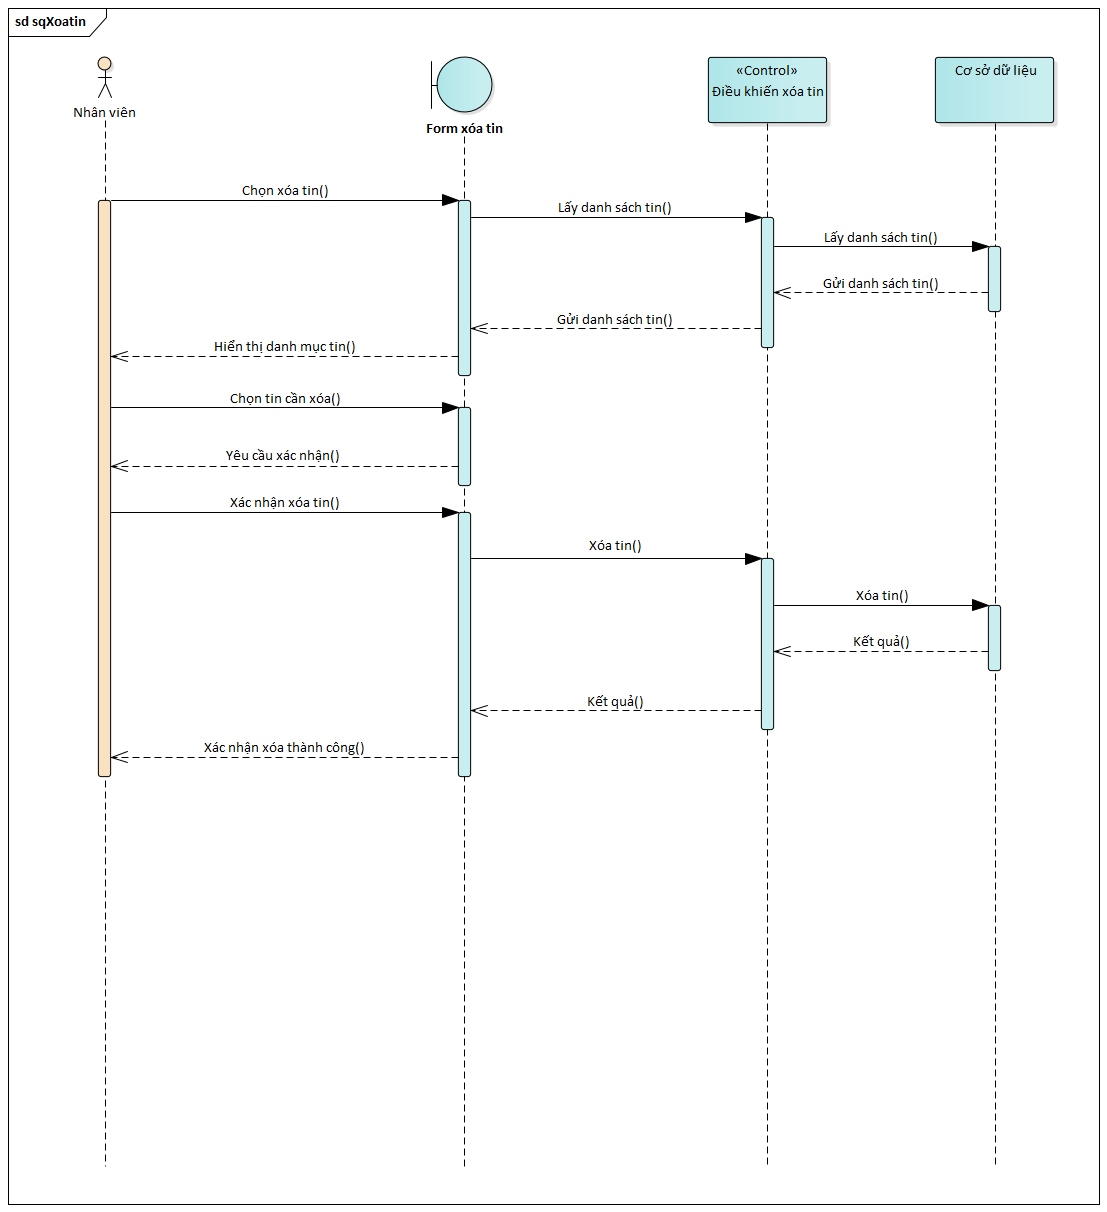 sd sqXoatin
Nhân viên
Form xóa tin
«Control»
Điều khiến xóa tin
Cơ sở dữ liệu
Chọn xóa tin()
Lấy danh sách tin()
Lấy danh sách tin()
Gửi danh sách tin()
Gửi danh sách tin()
Hiển thị danh mục tin()
Chọn tin cần xóa()
Yêu cầu xác nhận()
Xác nhận xóa tin()
Xóa tin()
Xóa tin()
Kết quả()
Kết quả()
Xác nhận xóa thành công()